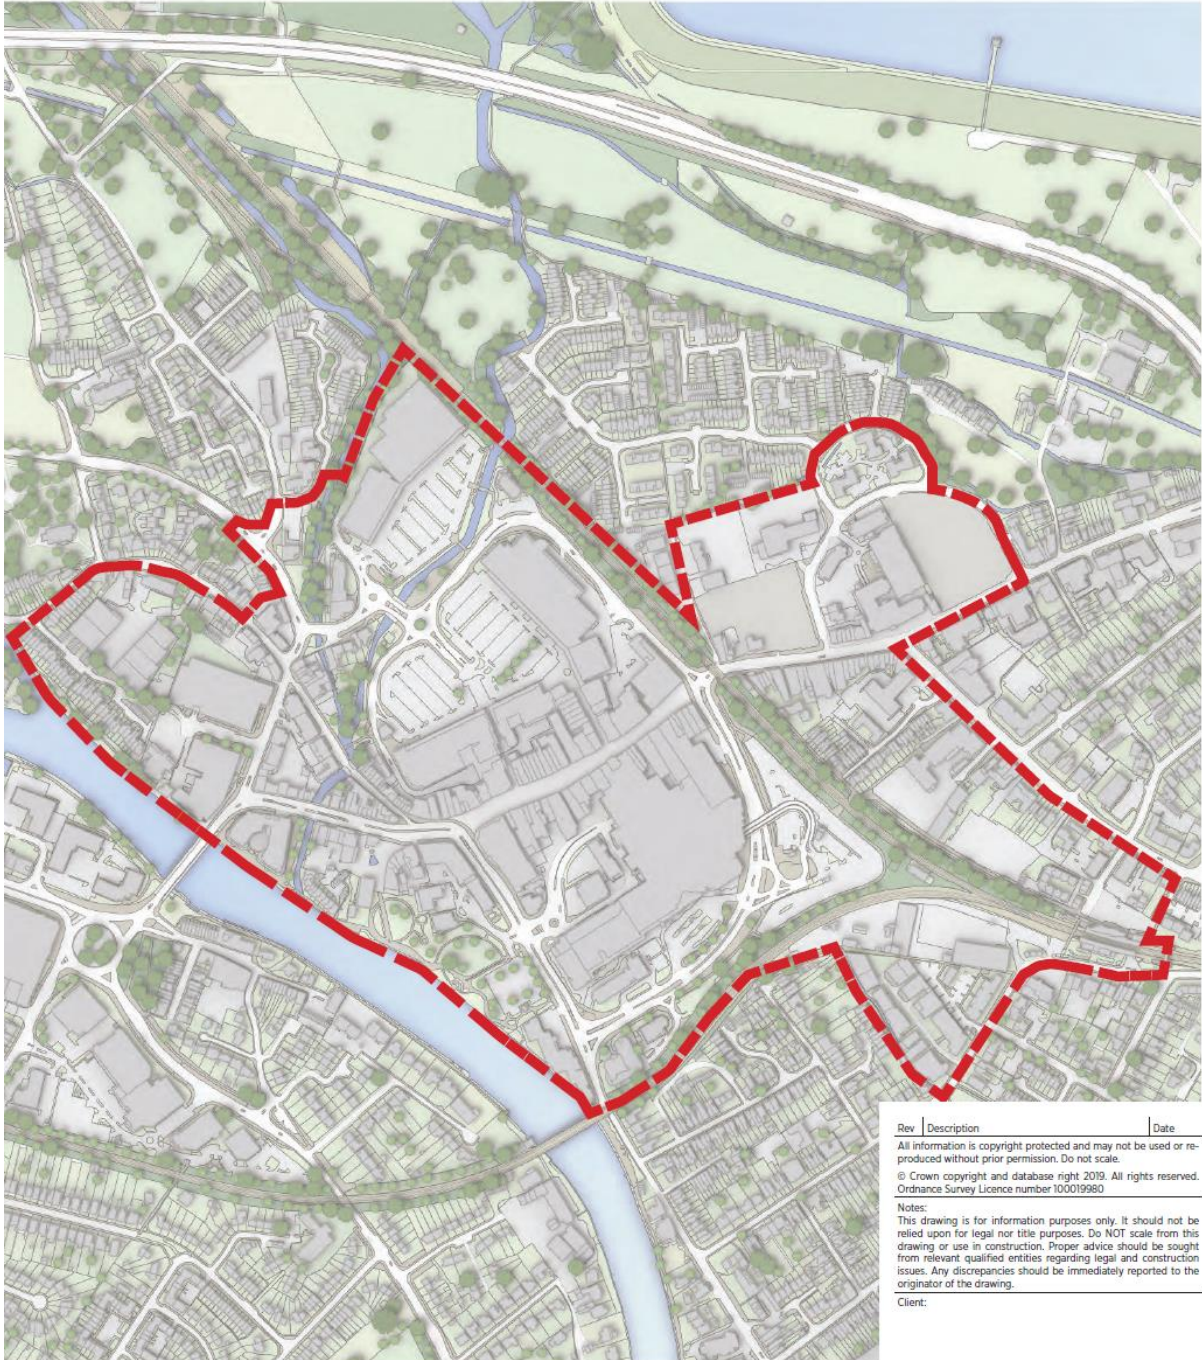 Rev Description Date
All information is copyright protected and may not be used or re-
produced without prior permission. Do not scale.
© Crown copyright and database right 2019. All rights reserved.
Ordnance Survey Licence number 100019980
Notes:
This drawing is for information purposes only. It should not be
relied upon for legal nor title purposes. Do NOT scale from this
drawing or use in construction. Proper advice should be sought
from relevant qualified entities regarding legal and construction
issues. Any discrepancies should be immediately reported to the
originator of the drawing.
Client: